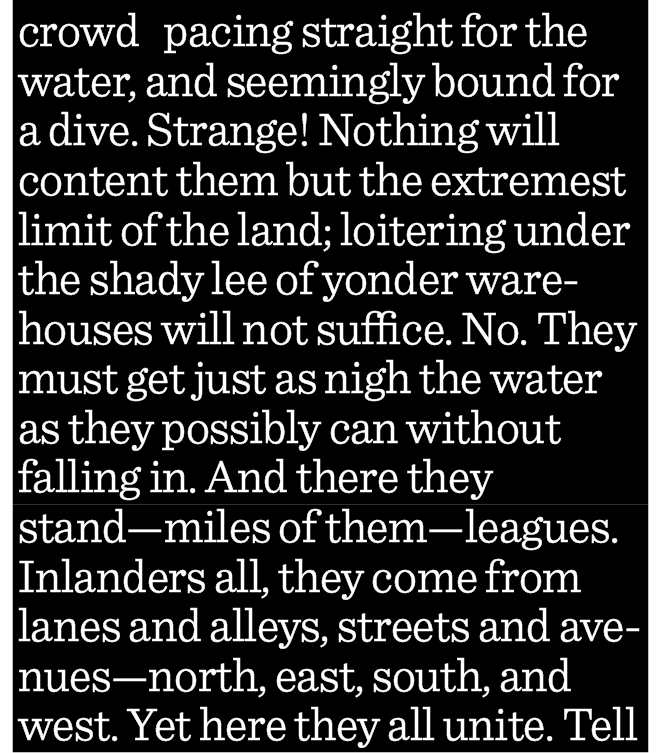 crowd pacing straight for the
water, and seemingly bound for
a dive. Strange! Nothing will
content them but the extremest
limit of the land; loitering under
the shady lee of yonder ware-
houses will not suffice. No. They
must get just as nigh the water
as they possibly can without
falling in. And there they
stand—miles of them—leagues.
Inlanders all, they come from
lanes and alleys, streets and ave-
nues—north, east, south, and
west. Yet here they all unite. Tell